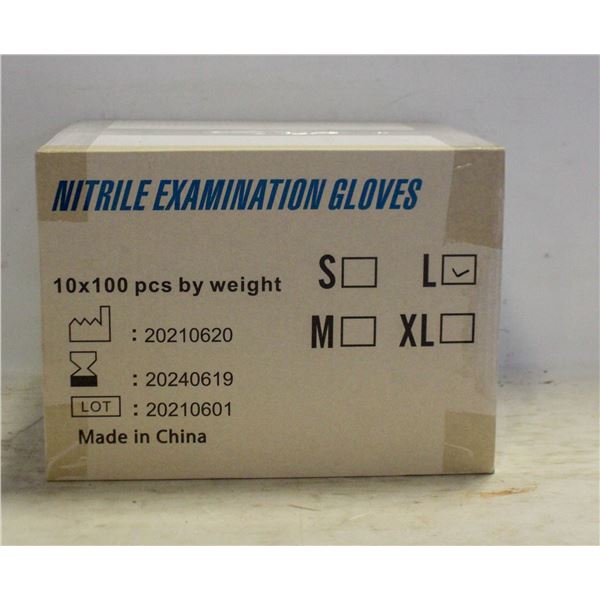 NITRILE EXAMINATION GLOVES
10x100 pcs by weight
S L
M XL
: 20210620
: 20240619
LOT : 20210601
Made in China